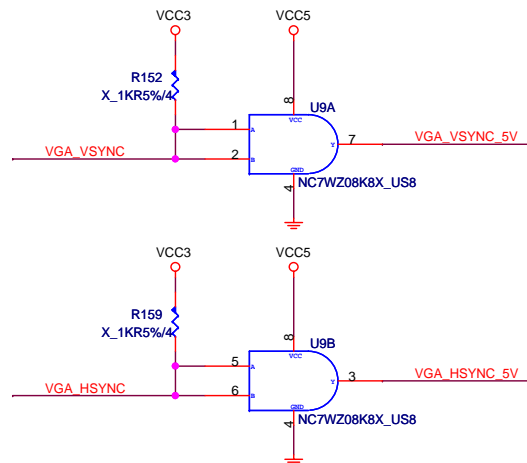 VCC3
VCC5
R152
X_1KR5%/4
8
U9A
VCC
1
A
VGA_VSYNC
2
B
Y
7
VGA_VSYNC_5V
GND
4
NC7WZ08K8X_US8
VCC3
VCC5
R159
X_1KR5%/4
8
U9B
VCC
5
A
VGA_HSYNC
6
B
Y
3
VGA_HSYNC_5V
GND
4
NC7WZ08K8X_US8